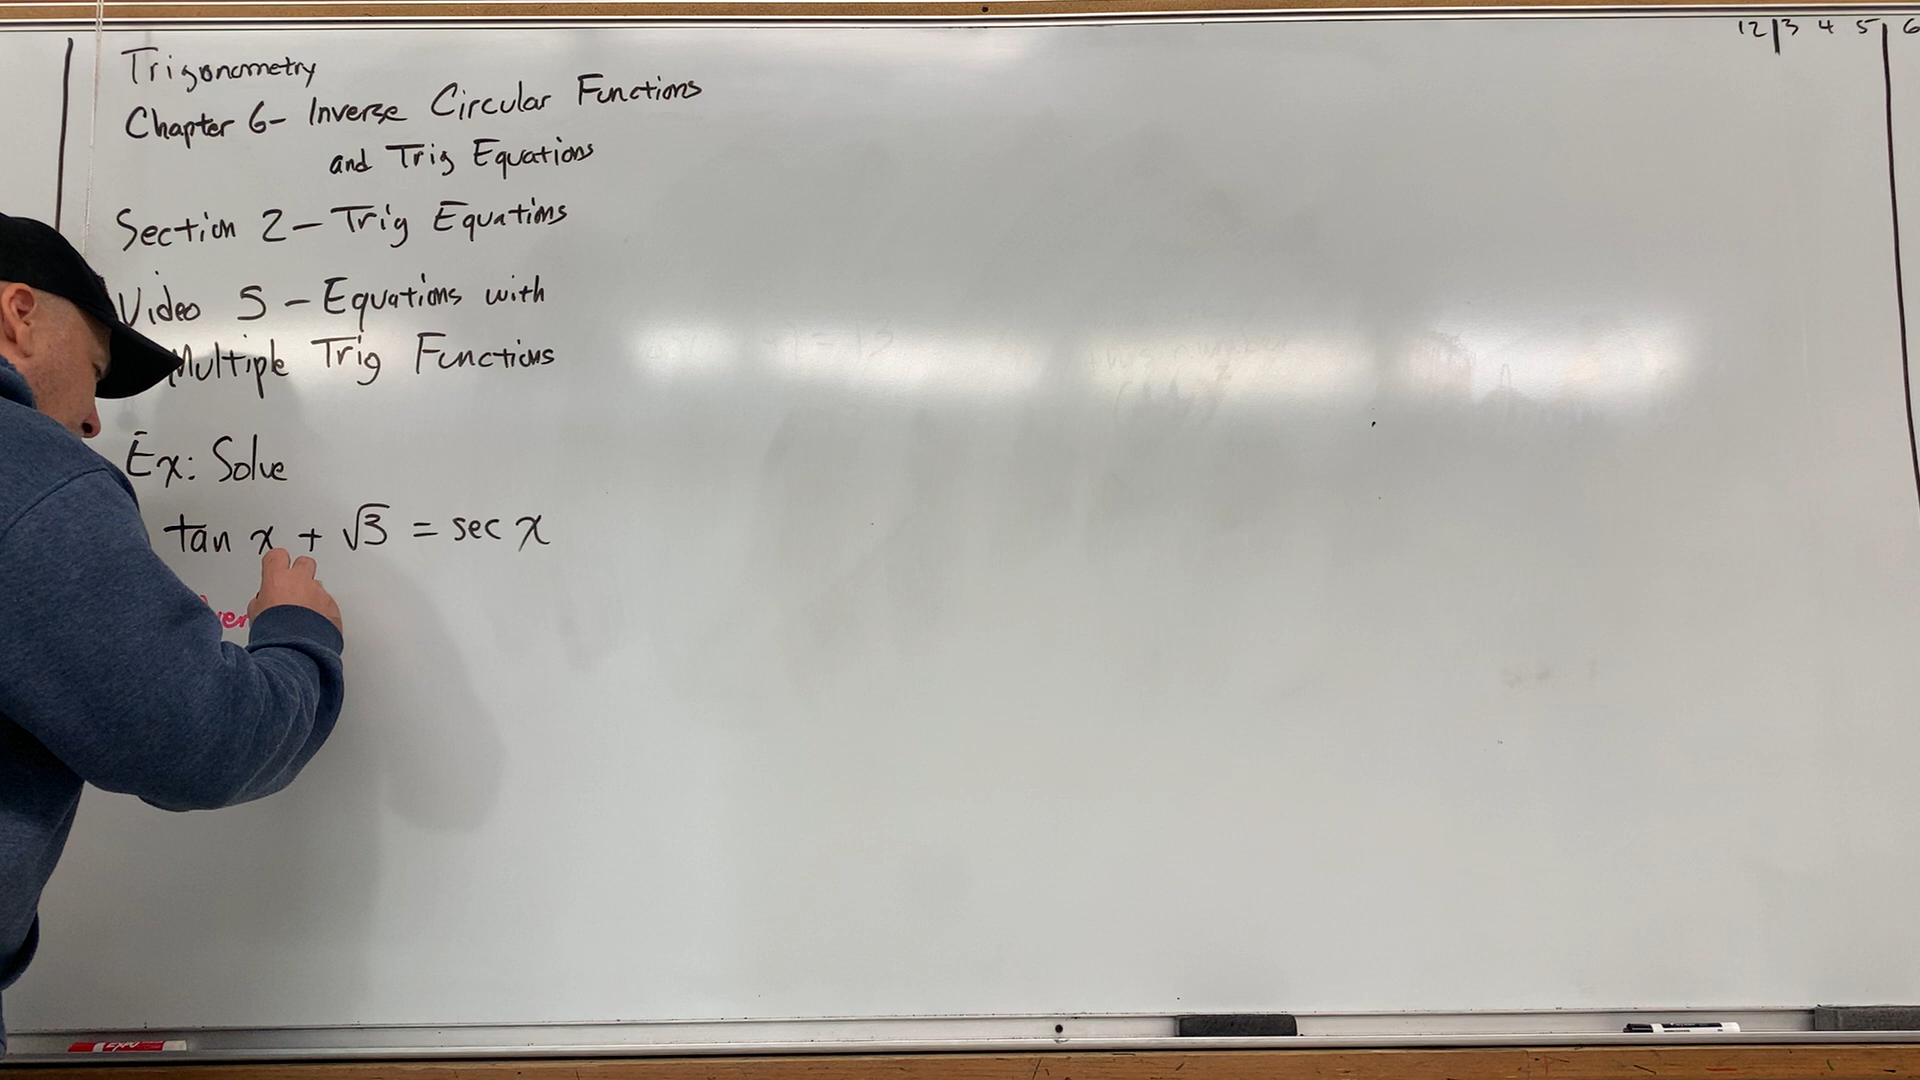 12 3 4 5 6
Trigonometry
Chapter 6- Inverse Circular Functions
and Trig Equations
Section 2 - Trig Equations
Video 5 - Equations with
Multiple Trig Functions
Ex: Solve
tan x + √3 = sec x
EXPO